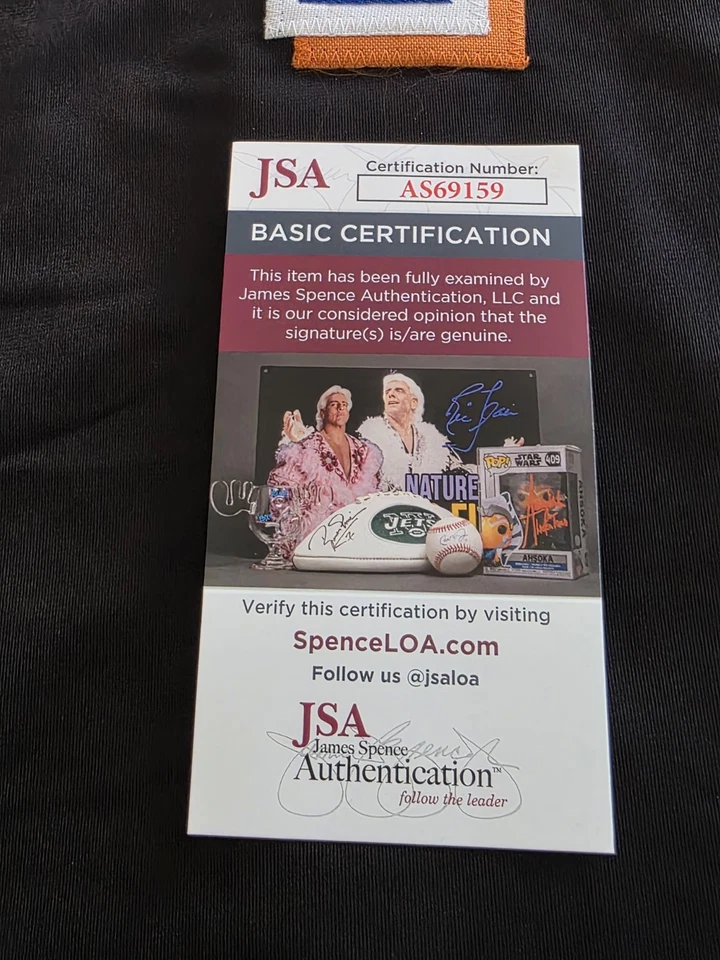 JSA
Certification Number:
AS69159
BASIC CERTIFICATION
This item has been fully examined by
James Spence Authentication, LLC and
it is our considered opinion that the
signature(s) is/are genuine.
NATURE
JETS
POP!
STAR WARS
409
AHSOKA
Verify this certification by visiting
SpenceLOA.com
Follow us @jsaloa
JSA
James Spence
Authentication™
follow the leader